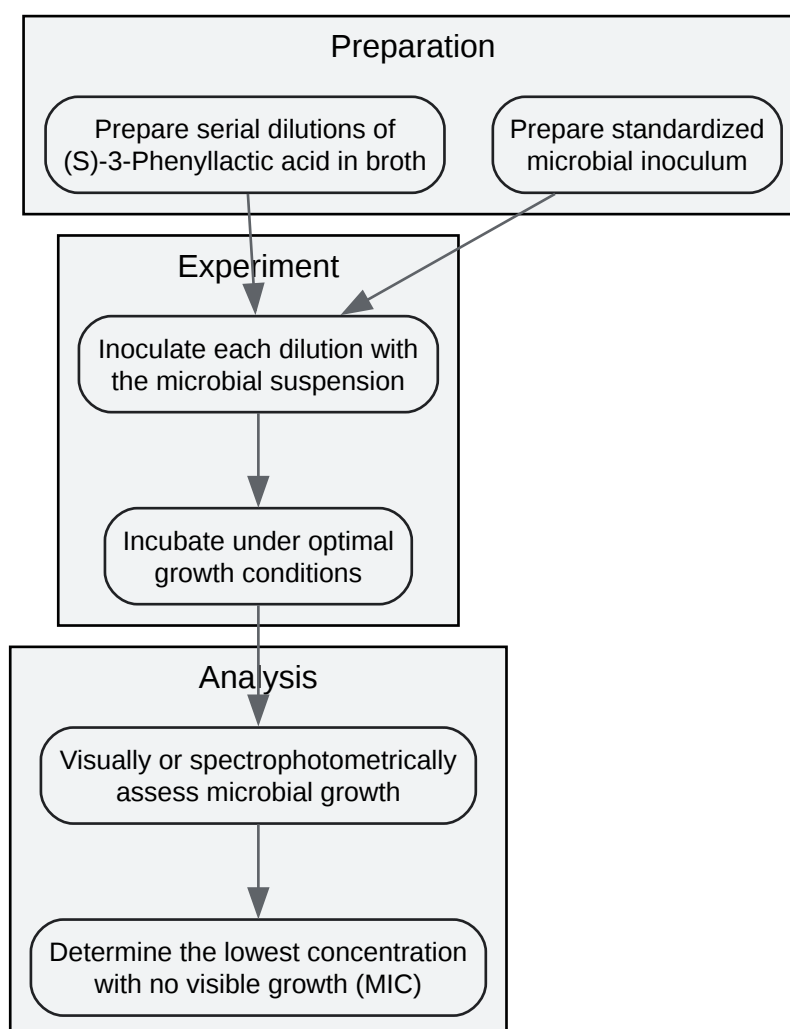 Preparation
Prepare serial dilutions of
(S)-3-Phenyllactic acid in broth
Prepare standardized
microbial inoculum
Experiment
Inoculate each dilution with
the microbial suspension
Incubate under optimal
growth conditions
Analysis
Visually or spectrophotometrically
assess microbial growth
Determine the lowest concentration
with no visible growth (MIC)